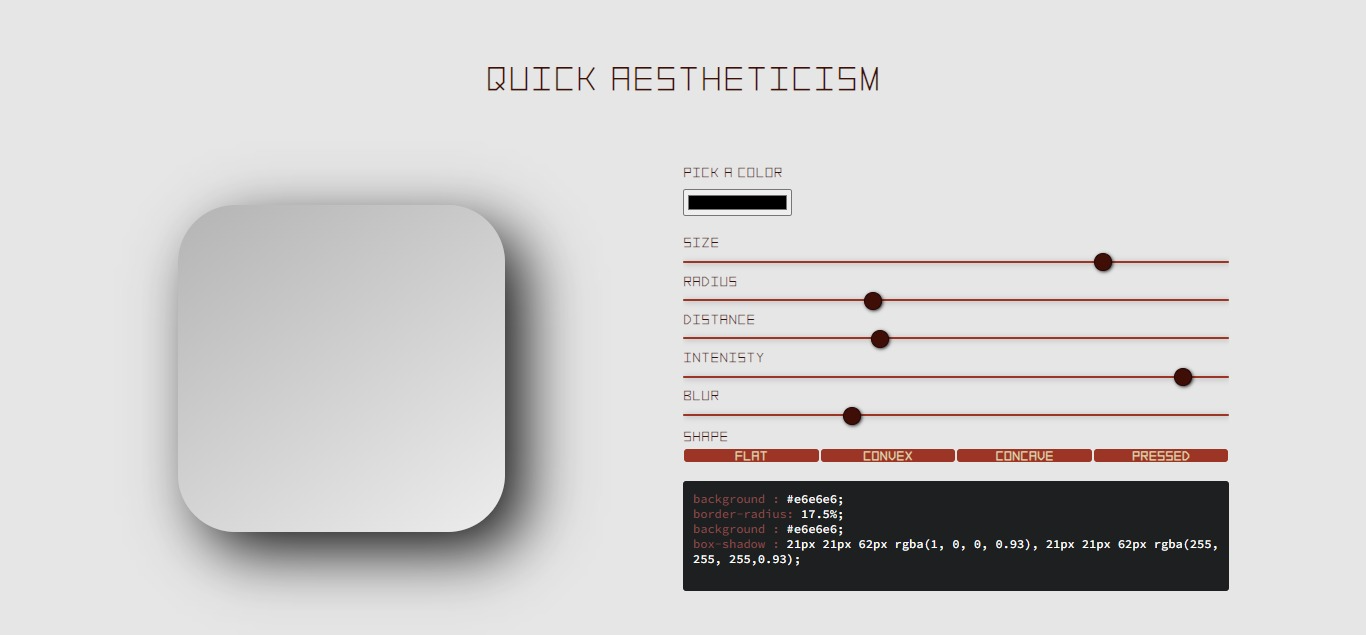 QUICK AESTHETICISM
PICK A COLOR
SIZE
RADIUS
DISTANCE
INTENISTY
BLUR
SHAPE
FLAT CONVEX CONCAVE PRESSED
background : #e6e6e6;
border-radius: 17.5%;
background : #e6e6e6;
box-shadow : 21px 21px 62px rgba(1, 0, 0, 0.93), 21px 21px 62px rgba(255,
255, 255,0.93);